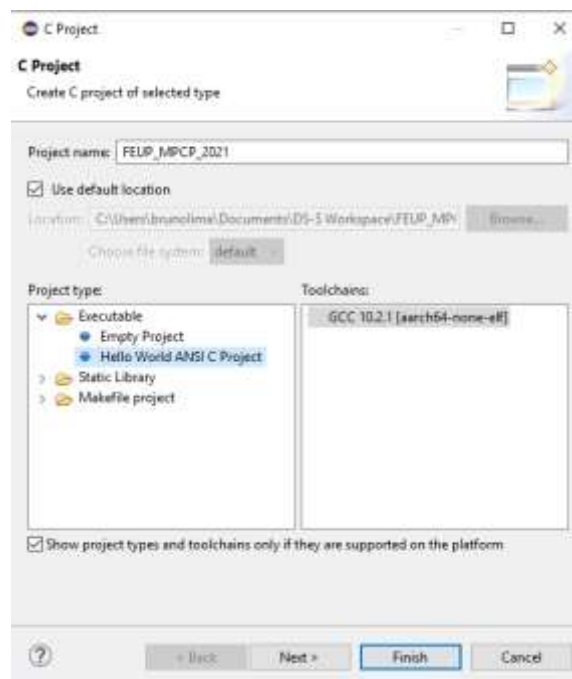 C Project
C Project
Create C project of selected type
Project name: FEUP_MPCP_2021
Use default location
Location: C:\Users\brunolima\Documents\DS-5 Workspace\FEUP_MP Browse...
Choose file system: default
Project type: Toolchains:
Executable GCC 10.2.1 [aarch64-none-elf]
Empty Project
Hello World ANSI C Project
Static Library
Makefile project
Show project types and toolchains only if they are supported on the platform
? < Back Next > Finish Cancel